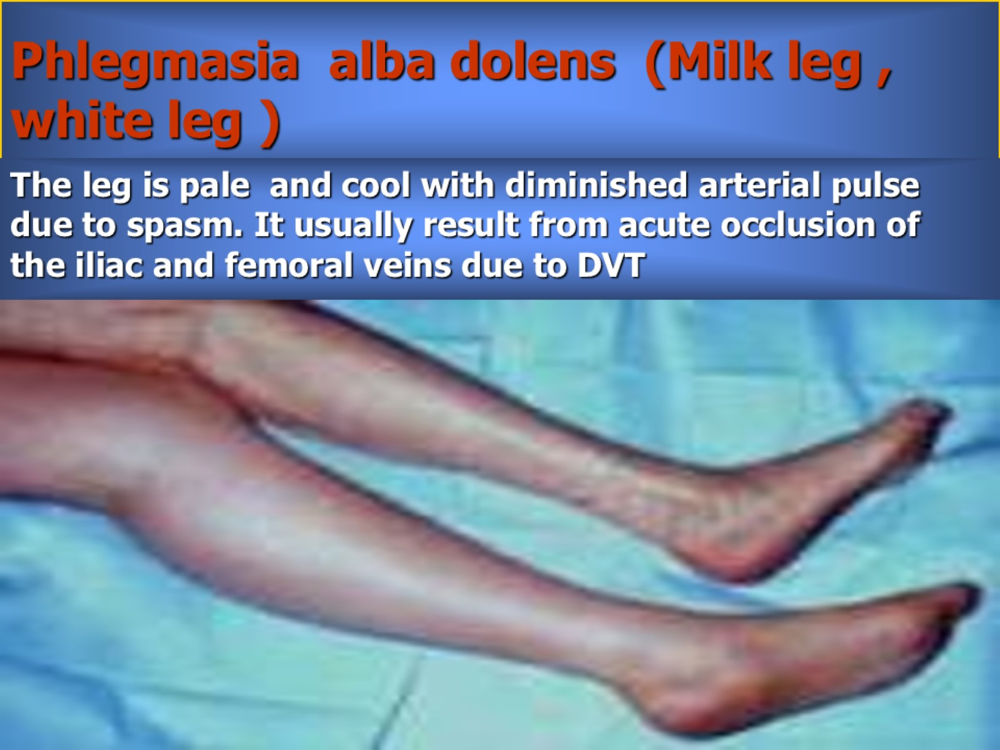 Phlegmasia alba dolens (Milk leg ,
white leg )
The leg is pale and cool with diminished arterial pulse
due to spasm. It usually result from acute occlusion of
the iliac and femoral veins due to DVT